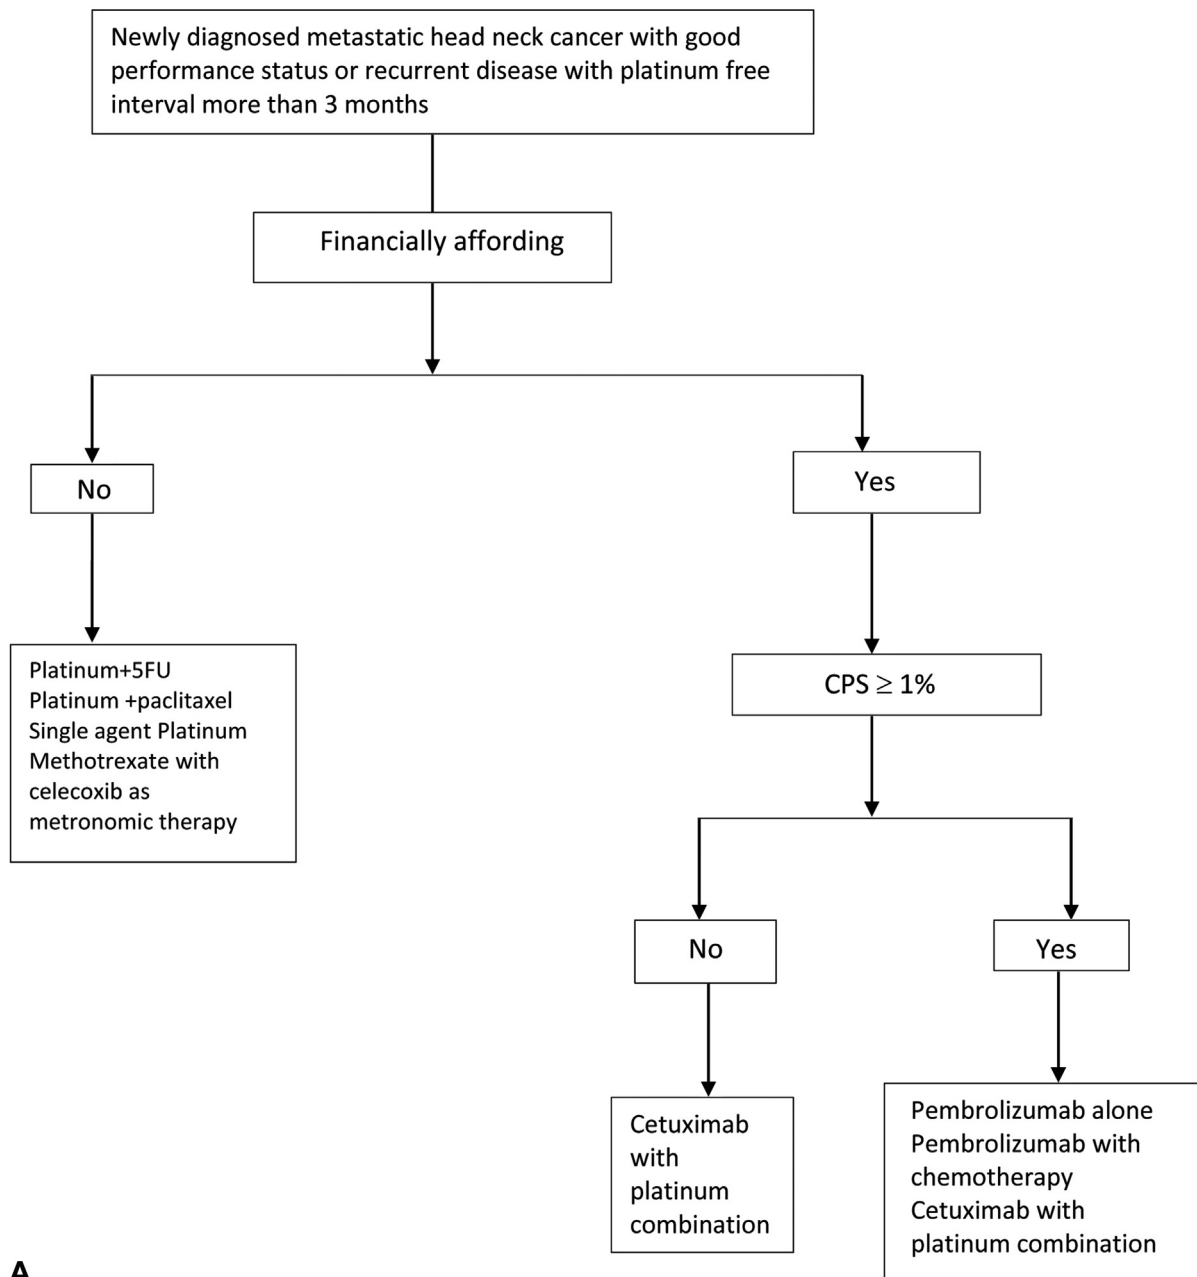 Newly diagnosed metastatic head neck cancer with good
performance status or recurrent disease with platinum free
interval more than 3 months
Financially affording
No
Yes
Platinum+5FU
Platinum +paclitaxel
Single agent Platinum
Methotrexate with
celecoxib as
metronomic therapy
CPS ≥ 1%
No
Yes
Cetuximab
with
platinum
combination
Pembrolizumab alone
Pembrolizumab with
chemotherapy
Cetuximab with
platinum combination
A